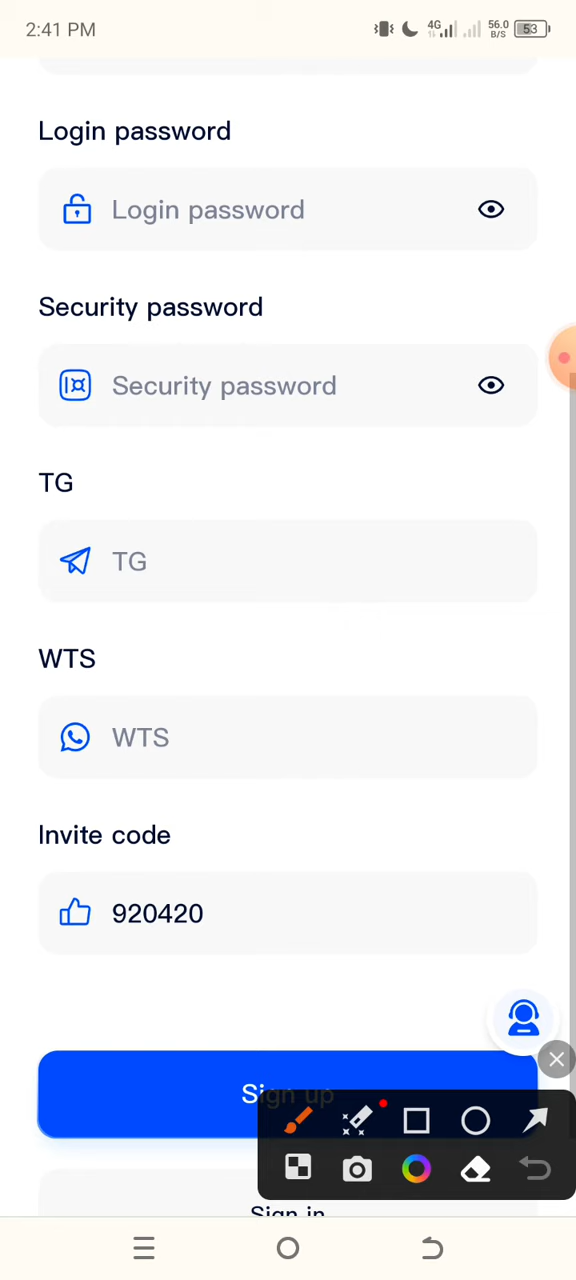 2:41 PM
4G
56.0
B/S
53
Login password
Login password
Security password
Security password
TG
TG
WTS
WTS
Invite code
920420
Sign up
Sign in